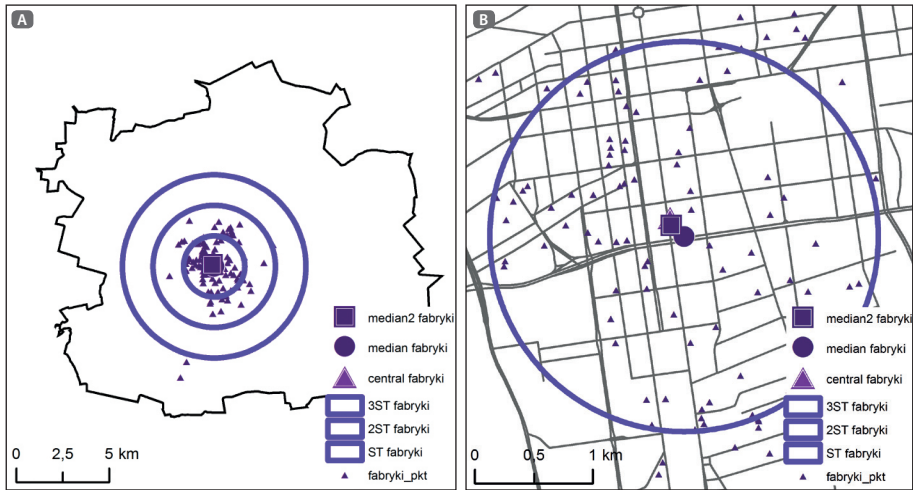 A
median2 fabryki
median fabryki
central fabryki
3ST fabryki
2ST fabryki
ST fabryki
fabryki_pkt
0 2,5 5 km
B
median2 fabryki
median fabryki
central fabryki
3ST fabryki
2ST fabryki
ST fabryki
fabryki_pkt
0 0,5 1 km